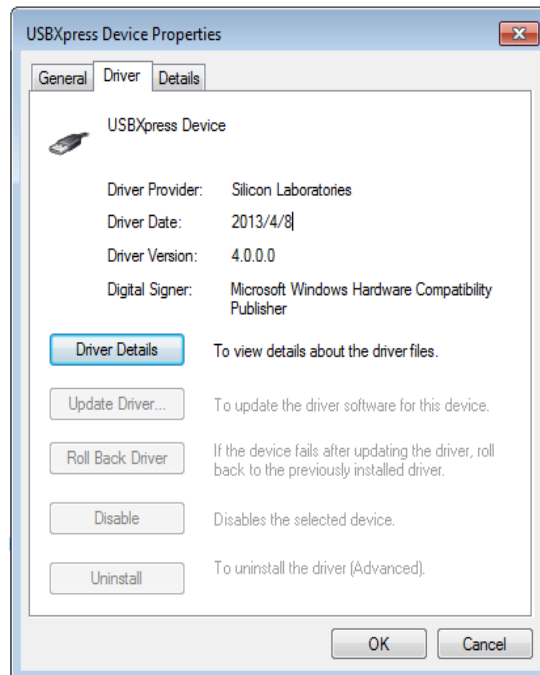 USBXpress Device Properties
General Driver Details
USBXpress Device
Driver Provider: Silicon Laboratories
Driver Date: 2013/4/8
Driver Version: 4.0.0.0
Digital Signer: Microsoft Windows Hardware Compatibility
Publisher
Driver Details To view details about the driver files.
Update Driver... To update the driver software for this device.
Roll Back Driver If the device fails after updating the driver, roll
back to the previously installed driver.
Disable Disables the selected device.
Uninstall To uninstall the driver (Advanced).
OK Cancel